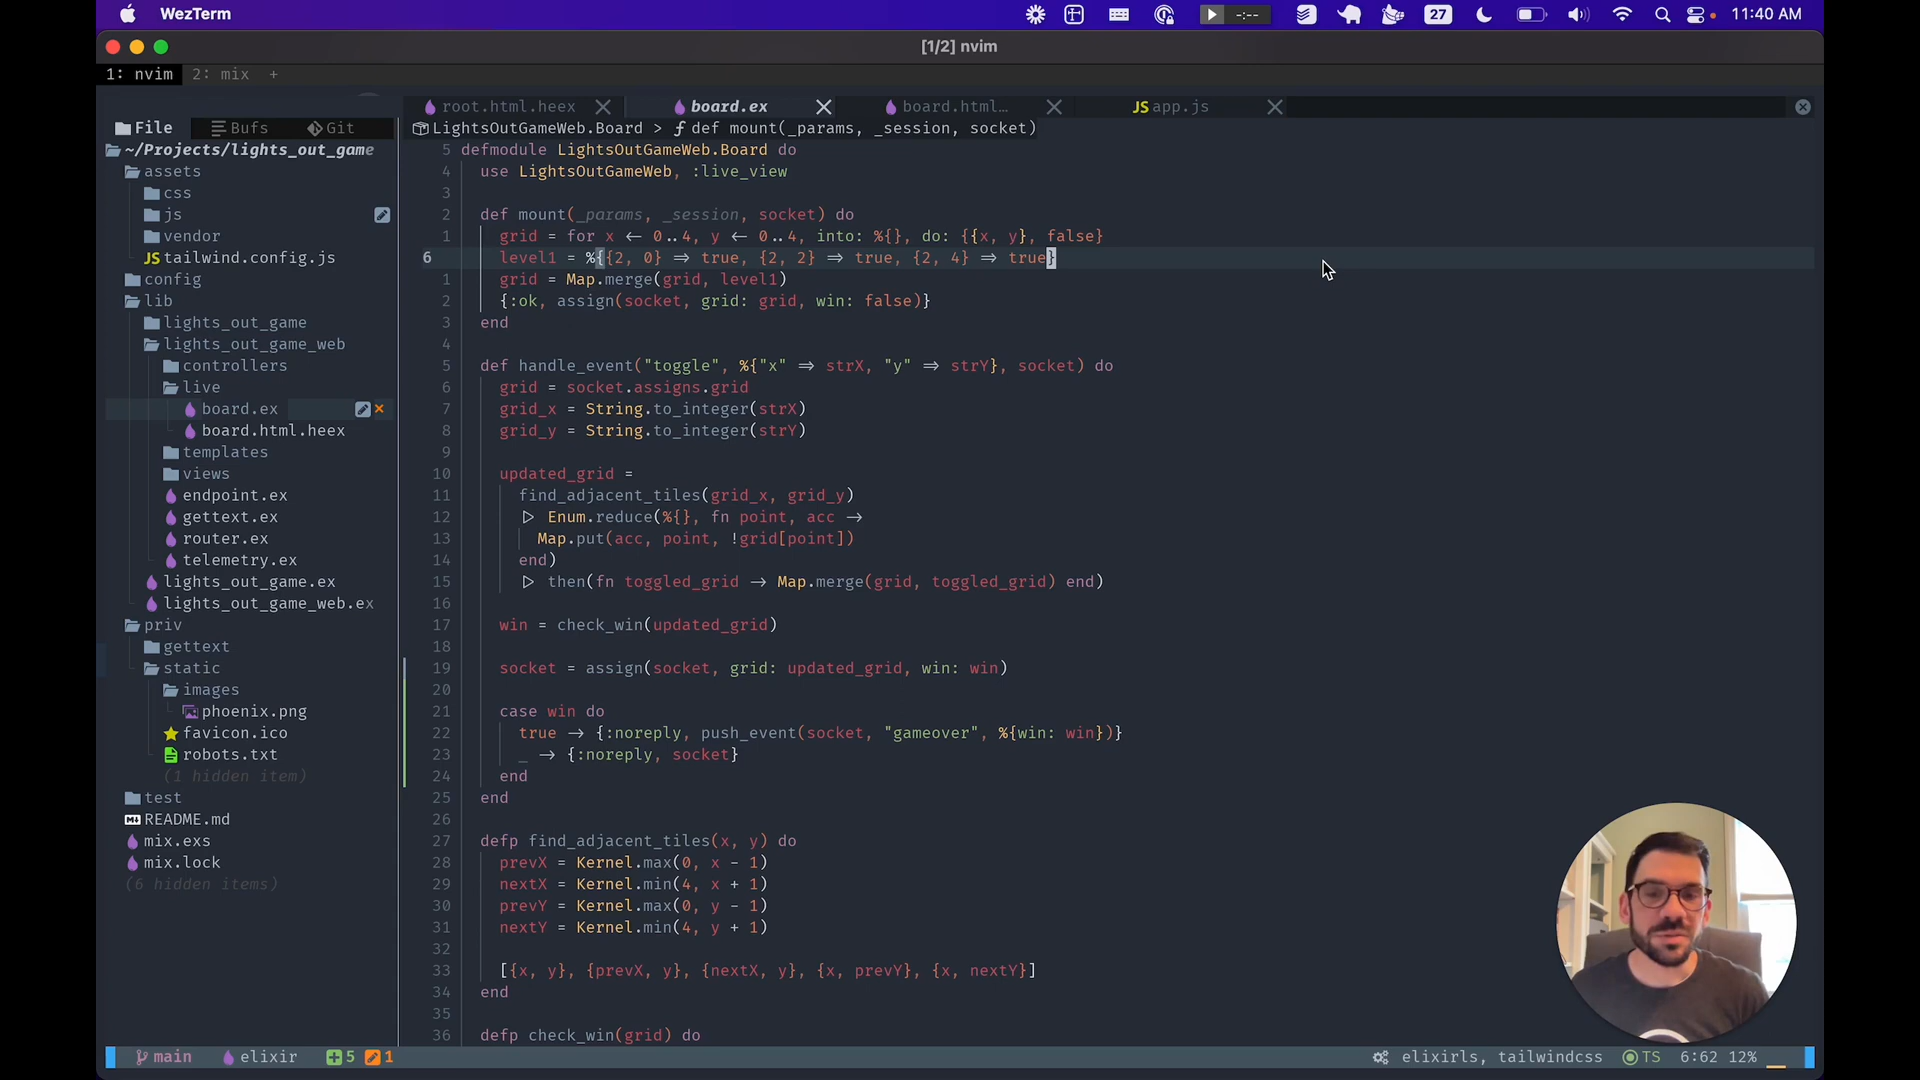 WezTerm
-:--
27
11:40 AM
[1/2] nvim
1: nvim 2: mix +
root.html.heex board.ex board.html… JS app.js
File Bufs Git
LightsOutGameWeb.Board > ƒ def mount(_params, _session, socket)
~/Projects/lights_out_game
assets
css
js
vendor
JS tailwind.config.js
config
lib
lights_out_game
lights_out_game_web
controllers
live
board.ex
board.html.heex
templates
views
endpoint.ex
gettext.ex
router.ex
telemetry.ex
lights_out_game.ex
lights_out_game_web.ex
priv
gettext
static
images
phoenix.png
favicon.ico
robots.txt
(1 hidden item)
test
README.md
mix.exs
mix.lock
(6 hidden items)
5 defmodule LightsOutGameWeb.Board do
4 use LightsOutGameWeb, :live_view
3
2 def mount(_params, _session, socket) do
1 grid = for x ← 0..4, y ← 0..4, into: %{}, do: {{x, y}, false}
6 level1 = %{{2, 0} ⇒ true, {2, 2} ⇒ true, {2, 4} ⇒ true}
1 grid = Map.merge(grid, level1)
2 {:ok, assign(socket, grid: grid, win: false)}
3 end
4
5 def handle_event("toggle", %{"x" ⇒ strX, "y" ⇒ strY}, socket) do
6 grid = socket.assigns.grid
7 grid_x = String.to_integer(strX)
8 grid_y = String.to_integer(strY)
9
10 updated_grid =
11 find_adjacent_tiles(grid_x, grid_y)
12 ▷ Enum.reduce(%{}, fn point, acc →
13 Map.put(acc, point, !grid[point])
14 end)
15 ▷ then(fn toggled_grid → Map.merge(grid, toggled_grid) end)
16
17 win = check_win(updated_grid)
18
19 socket = assign(socket, grid: updated_grid, win: win)
20
21 case win do
22 true → {:noreply, push_event(socket, "gameover", %{win: win})}
23 _ → {:noreply, socket}
24 end
25 end
26
27 defp find_adjacent_tiles(x, y) do
28 prevX = Kernel.max(0, x - 1)
29 nextX = Kernel.min(4, x + 1)
30 prevY = Kernel.max(0, y - 1)
31 nextY = Kernel.min(4, y + 1)
32
33 [{x, y}, {prevX, y}, {nextX, y}, {x, prevY}, {x, nextY}]
34 end
35
36 defp check_win(grid) do
main elixir 5 1 elixirls, tailwindcss TS 6:62 12%